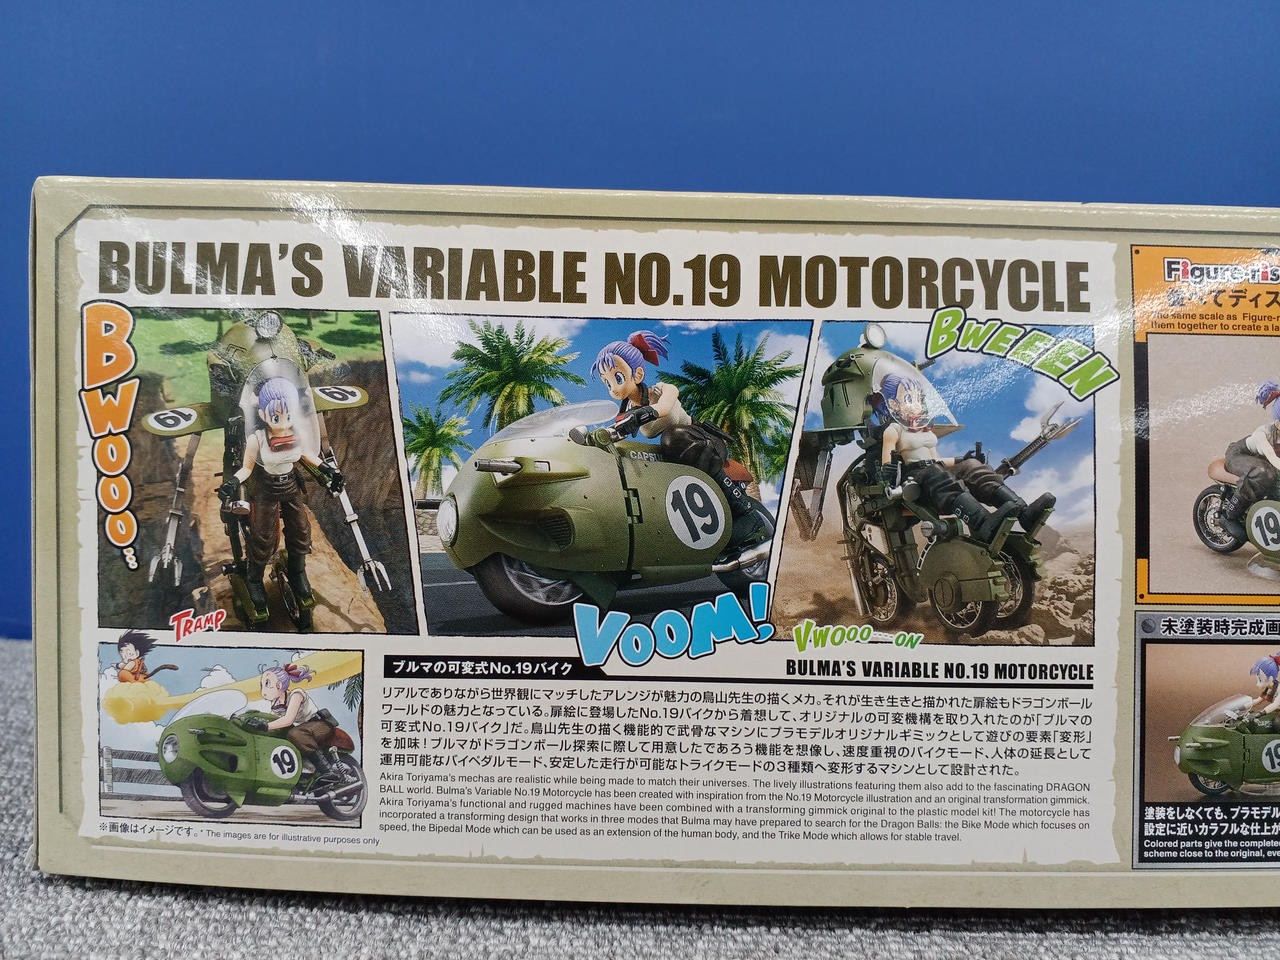 BULMA'S VARIABLE NO.19 MOTORCYCLE
BWOOO...
19
19
TRAMP
CAPSU
19
VOOM!
BWEEEN
VWOOO-ON
19
※画像はイメージです。 * The images are for illustrative purposes only
ブルマの可変式No.19バイク
BULMA'S VARIABLE NO.19 MOTORCYCLE
リアルでありながら世界観にマッチしたアレンジが魅力の鳥山先生の描くメカ。それが生き生きと描かれた扉絵もドラゴンボール
ワールドの魅力となっている。扉絵に登場したNo.19バイクから着想して、オリジナルの可変機構を取り入れたのが「ブルマの
可変式No.19バイク」だ。鳥山先生の描く機能的で武骨なマシンにプラモデルオリジナルギミックとして遊びの要素「変形」
を加味！ブルマがドラゴンボール探索に際して用意したであろう機能を想像し、速度重視のバイクモード、人体の延長として
運用可能なバイペダルモード、安定した走行が可能なトライクモードの3種類へ変形するマシンとして設計された。
Akira Toriyama's mechas are realistic while being made to match their universes. The lively illustrations featuring them also add to the fascinating DRAGON
BALL world. Bulma's Variable No.19 Motorcycle has been created with inspiration from the No.19 Motorcycle illustration and an original transformation gimmick.
Akira Toriyama's functional and rugged machines have been combined with a transforming gimmick original to the plastic model kit! The motorcycle has
incorporated a transforming design that works in three modes that Bulma may have prepared to search for the Dragon Balls: the Bike Mode which focuses on
speed, the Bipedal Mode which can be used as an extension of the human body, and the Trike Mode which allows for stable travel.
Figure-ris
べてディス
same scale as Figure-r
them together to create a la
19
未塗装時完成画
19
塗装をしなくても、プラモデル
設定に近いカラフルな仕上が
Colored parts give the complete
scheme close to the original, eve